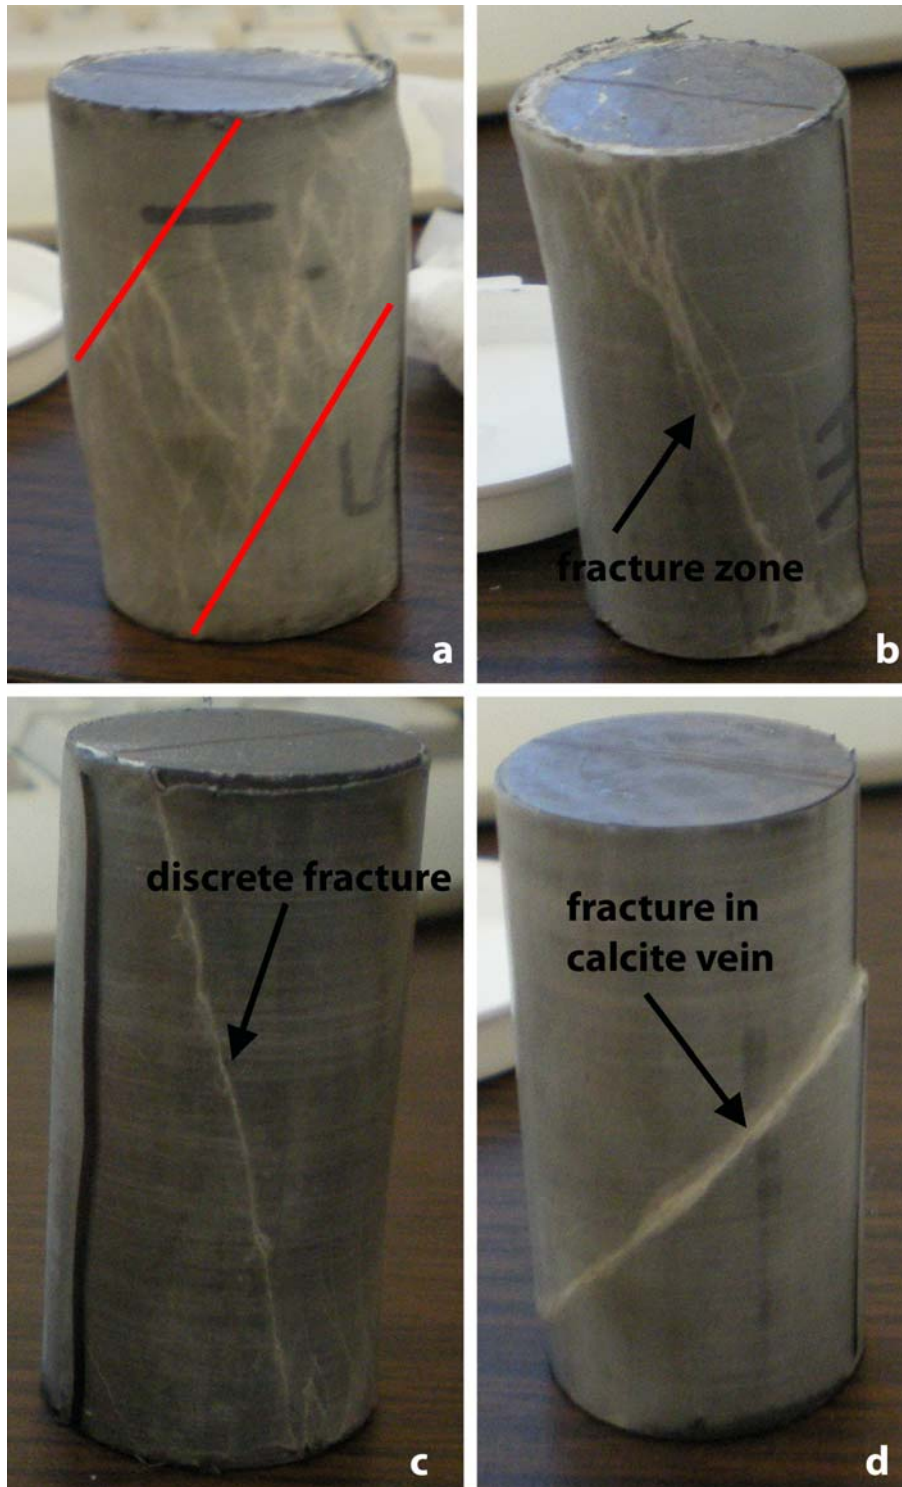 a
fracture zone
b
discrete fracture
c
fracture in
calcite vein
d